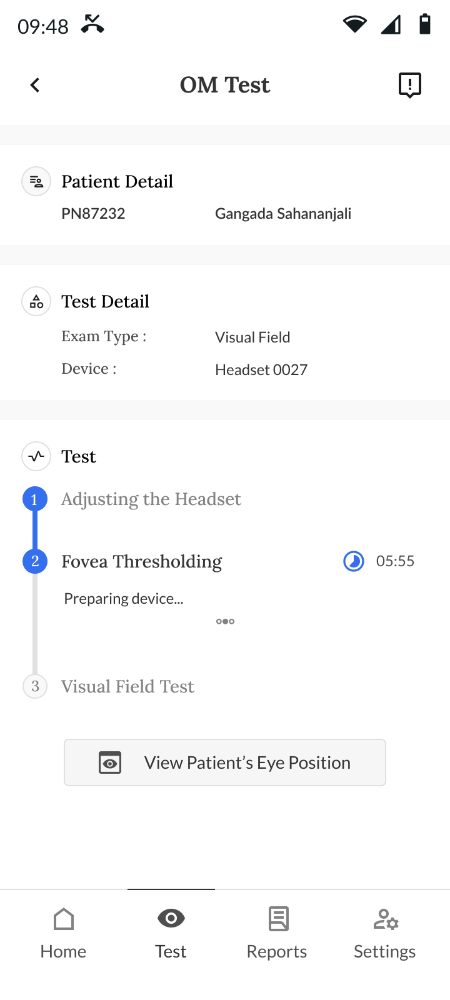 09:48
OM Test
Patient Detail
PN87232 Gangada Sahananjali
Test Detail
Exam Type : Visual Field
Device : Headset 0027
Test
1 Adjusting the Headset
2 Fovea Thresholding 05:55
Preparing device...
3 Visual Field Test
View Patient’s Eye Position
Home Test Reports Settings